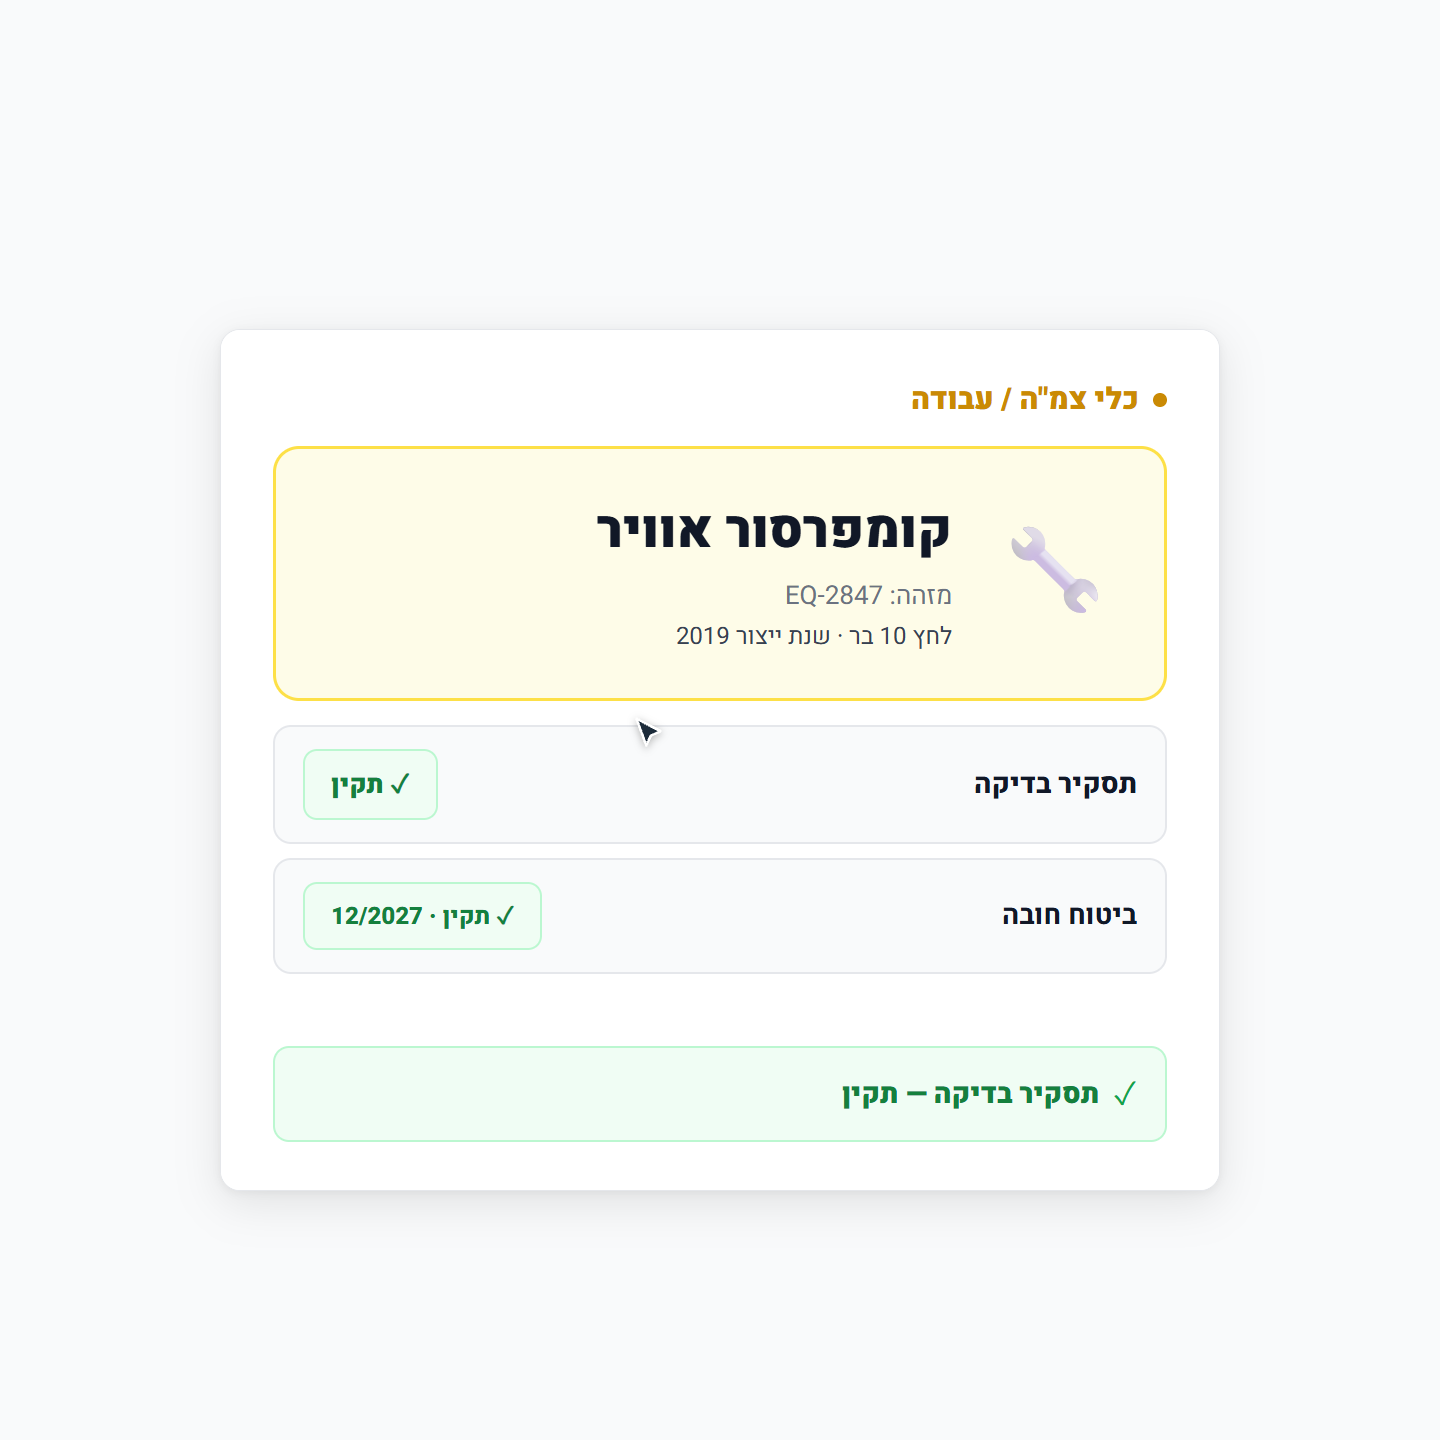 כלי צמ"ה / עבודה
קומפרסור אוויר
מזהה: EQ-2847
לחץ 10 בר · שנת ייצור 2019
תסקיר בדיקה
✓ תקין
ביטוח חובה
✓ תקין · 12/2027
✓ תסקיר בדיקה — תקין